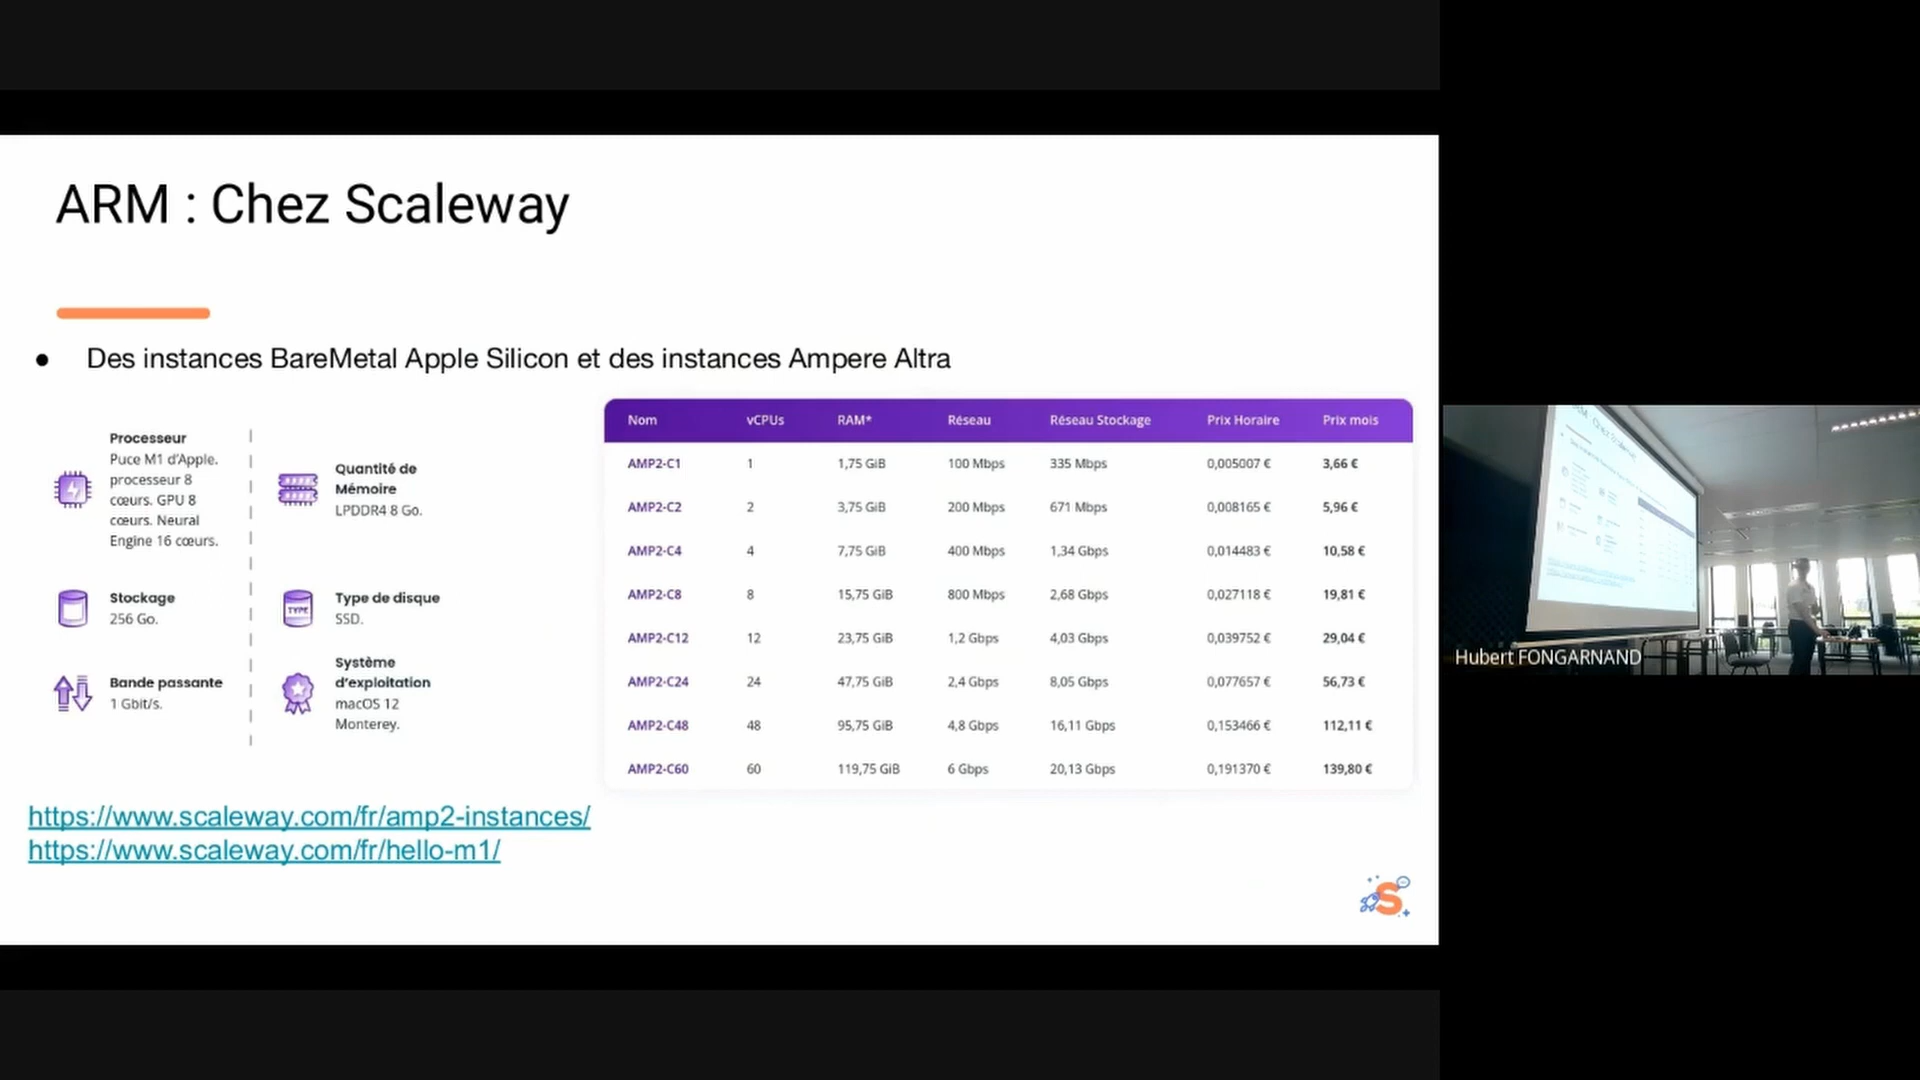 ARM : Chez Scaleway
● Des instances BareMetal Apple Silicon et des instances Ampere Altra
Processeur
Puce M1 d'Apple.
processeur 8
cœurs. GPU 8
cœurs. Neural
Engine 16 cœurs.
Quantité de
Mémoire
LPDDR4 8 Go.
Stockage
256 Go.
TYPE
Type de disque
SSD.
Bande passante
1 Gbit/s.
Système
d'exploitation
macOS 12
Monterey.
Nom vCPUs RAM* Réseau Réseau Stockage Prix Horaire Prix mois
AMP2-C1 1 1,75 GiB 100 Mbps 335 Mbps 0,005007 € 3,66 €
AMP2-C2 2 3,75 GiB 200 Mbps 671 Mbps 0,008165 € 5,96 €
AMP2-C4 4 7,75 GiB 400 Mbps 1,34 Gbps 0,014483 € 10,58 €
AMP2-C8 8 15,75 GiB 800 Mbps 2,68 Gbps 0,027118 € 19,81 €
AMP2-C12 12 23,75 GiB 1,2 Gbps 4,03 Gbps 0,039752 € 29,04 €
AMP2-C24 24 47,75 GiB 2,4 Gbps 8,05 Gbps 0,077657 € 56,73 €
AMP2-C48 48 95,75 GiB 4,8 Gbps 16,11 Gbps 0,153466 € 112,11 €
AMP2-C60 60 119,75 GiB 6 Gbps 20,13 Gbps 0,191370 € 139,80 €
https://www.scaleway.com/fr/amp2-instances/
https://www.scaleway.com/fr/hello-m1/
S
Hubert FONGARNAND